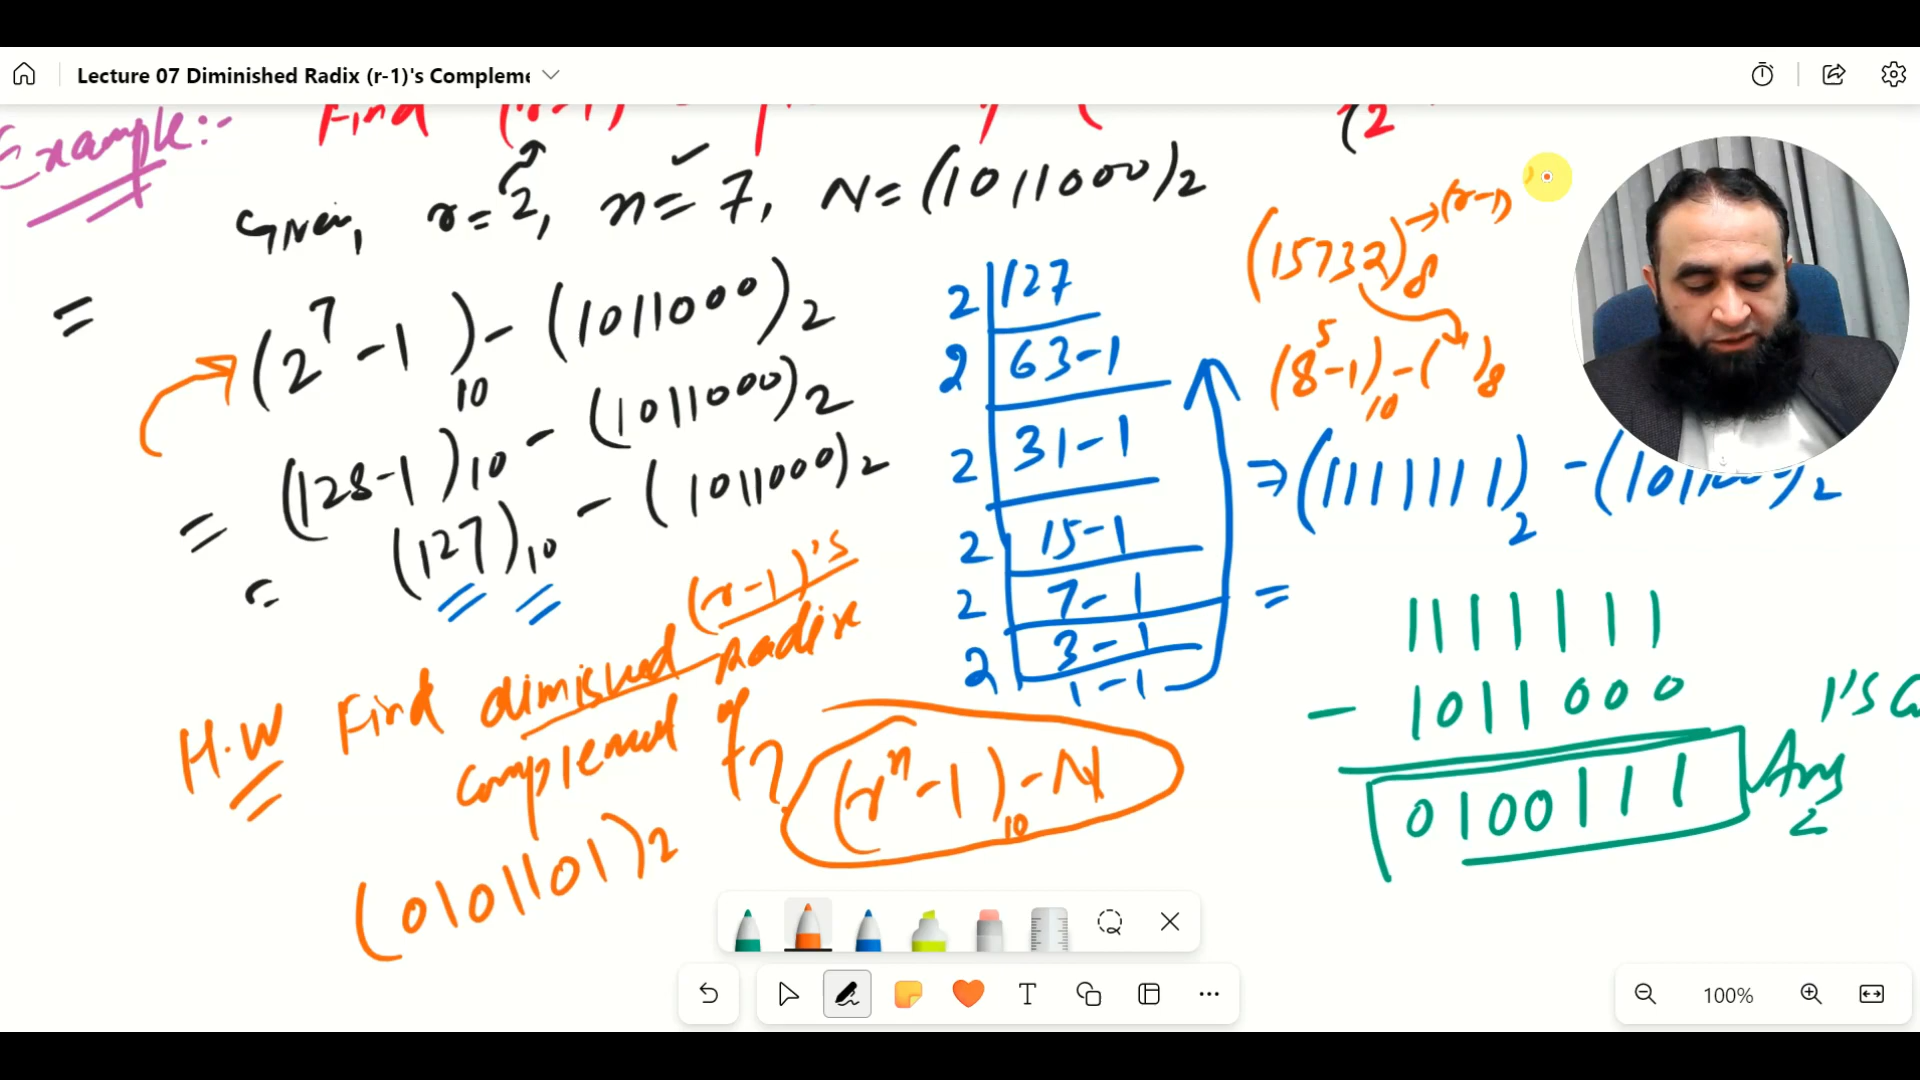 Lecture 07 Diminished Radix (r-1)'s Compleme
Example:- Find (r-1)
(2
Given, r = 2, n = 7, N = (1011000)2
= (2^7 - 1)10 - (1011000)2
= (128-1)10 - (1011000)2
= (127)10 - (1011000)2
H.W Find dimished (r-1)'s Radix
complement of
(0101101)2
(r^n - 1)10 - N
2 | 127
2 | 63-1
2 | 31-1
2 | 15-1
2 | 7-1
2 | 3-1
1-1
(15732)8 → (r-1)
(8^5 - 1)10 - ( )8
⇒ (1111111)2 - (1011000)2
= 1111111
- 1011000
0100111 Ans
1's C
100%